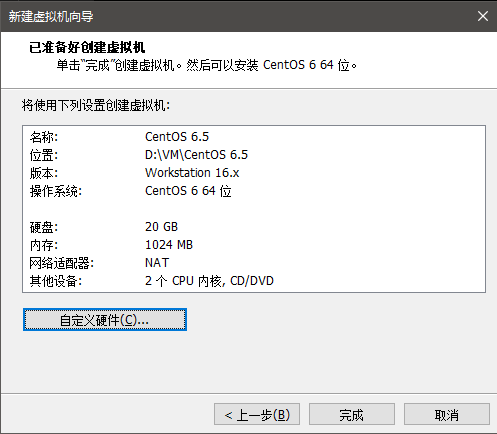 新建虚拟机向导
已准备好创建虚拟机
单击"完成"创建虚拟机。然后可以安装 CentOS 6 64 位。
将使用下列设置创建虚拟机:
名称: CentOS 6.5
位置: D:\VM\CentOS 6.5
版本: Workstation 16.x
操作系统: CentOS 6 64 位
硬盘: 20 GB
内存: 1024 MB
网络适配器: NAT
其他设备: 2 个 CPU 内核, CD/DVD
自定义硬件(C)...
< 上一步(B) 完成 取消